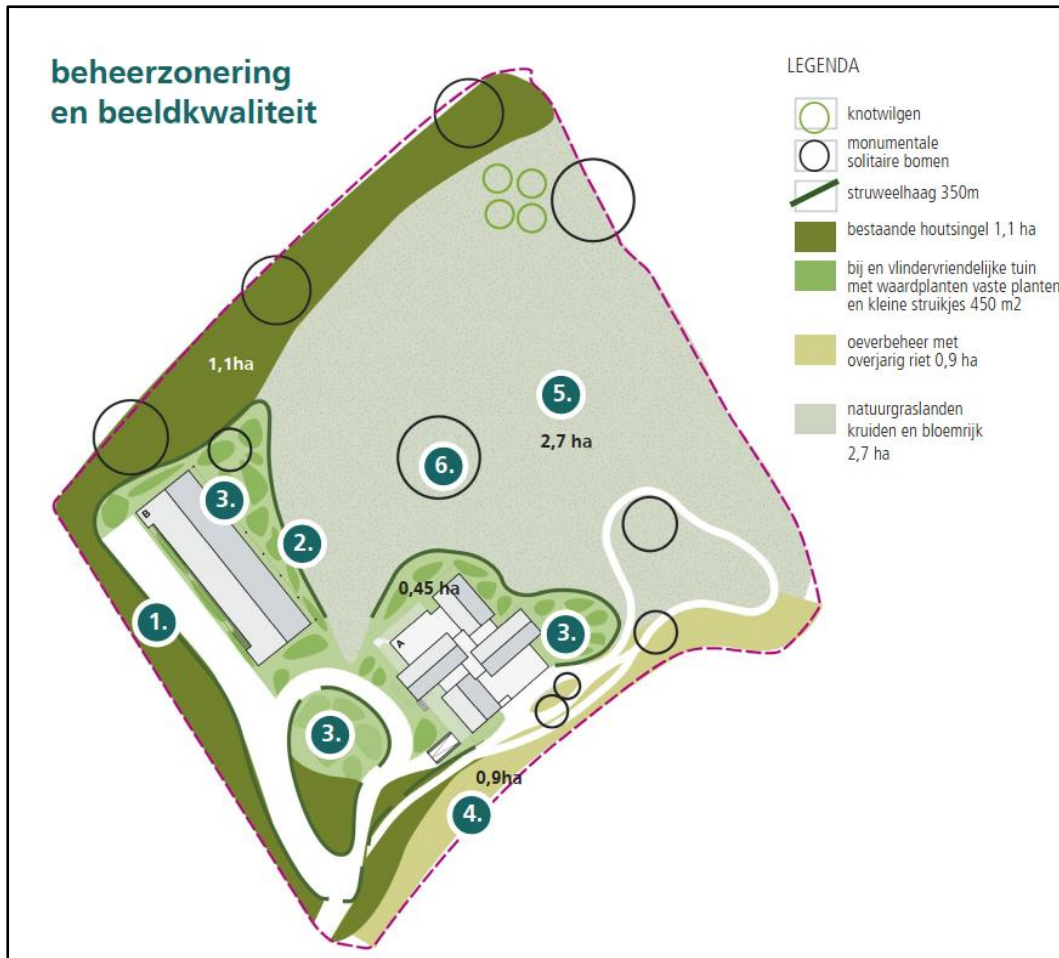 beheerzonering
en beeldkwaliteit
LEGENDA
knotwilgen
monumentale
solitaire bomen
struweelhaag 350m
bestaande houtsingel 1,1 ha
bij en vlindervriendelijke tuin
met waardplanten vaste planten
en kleine struikjes 450 m2
oeverbeheer met
overjarig riet 0,9 ha
natuurgraslanden
kruiden en bloemrijk
2,7 ha
1,1ha
5.
2,7 ha
6.
3.
B
2.
0,45 ha
1.
A
3.
3.
0,9ha
4.